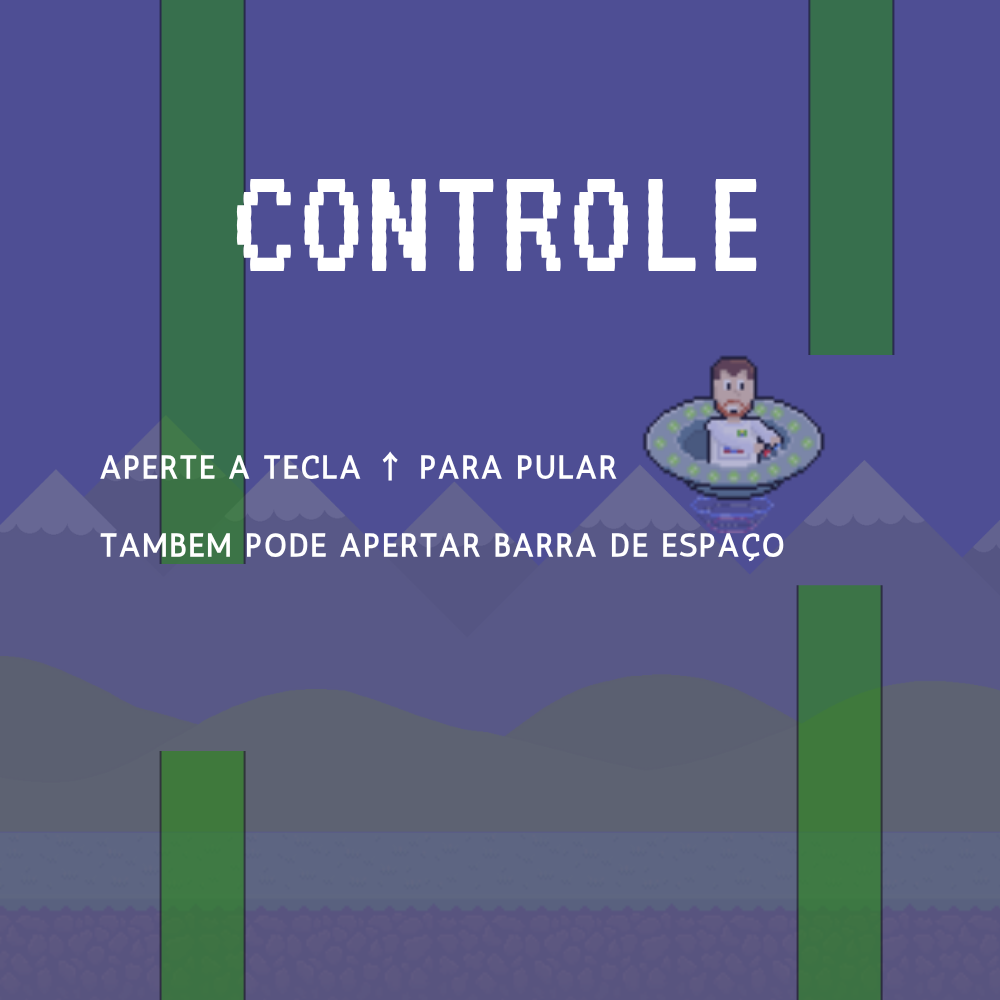 CONTROLE
APERTE A TECLA ↑ PARA PULAR
TAMBEM PODE APERTAR BARRA DE ESPAÇO